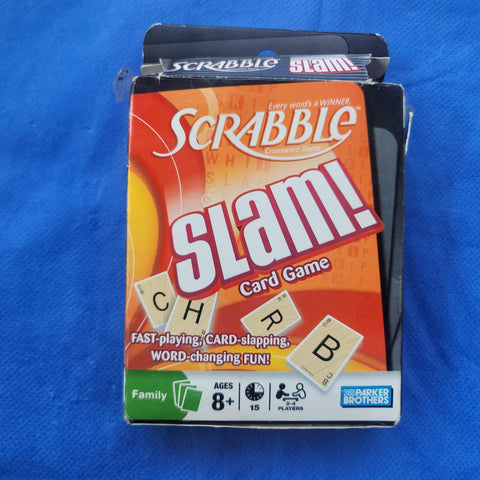 SCRABBLE SLAM!
Every word's a WINNER.
SCRABBLE™
Crossword Game
SLAM!
Card Game
C H R B
FAST-playing, CARD-slapping,
WORD-changing FUN!
Family
AGES
8+
15
2-4
PLAYERS
PARKER
BROTHERS